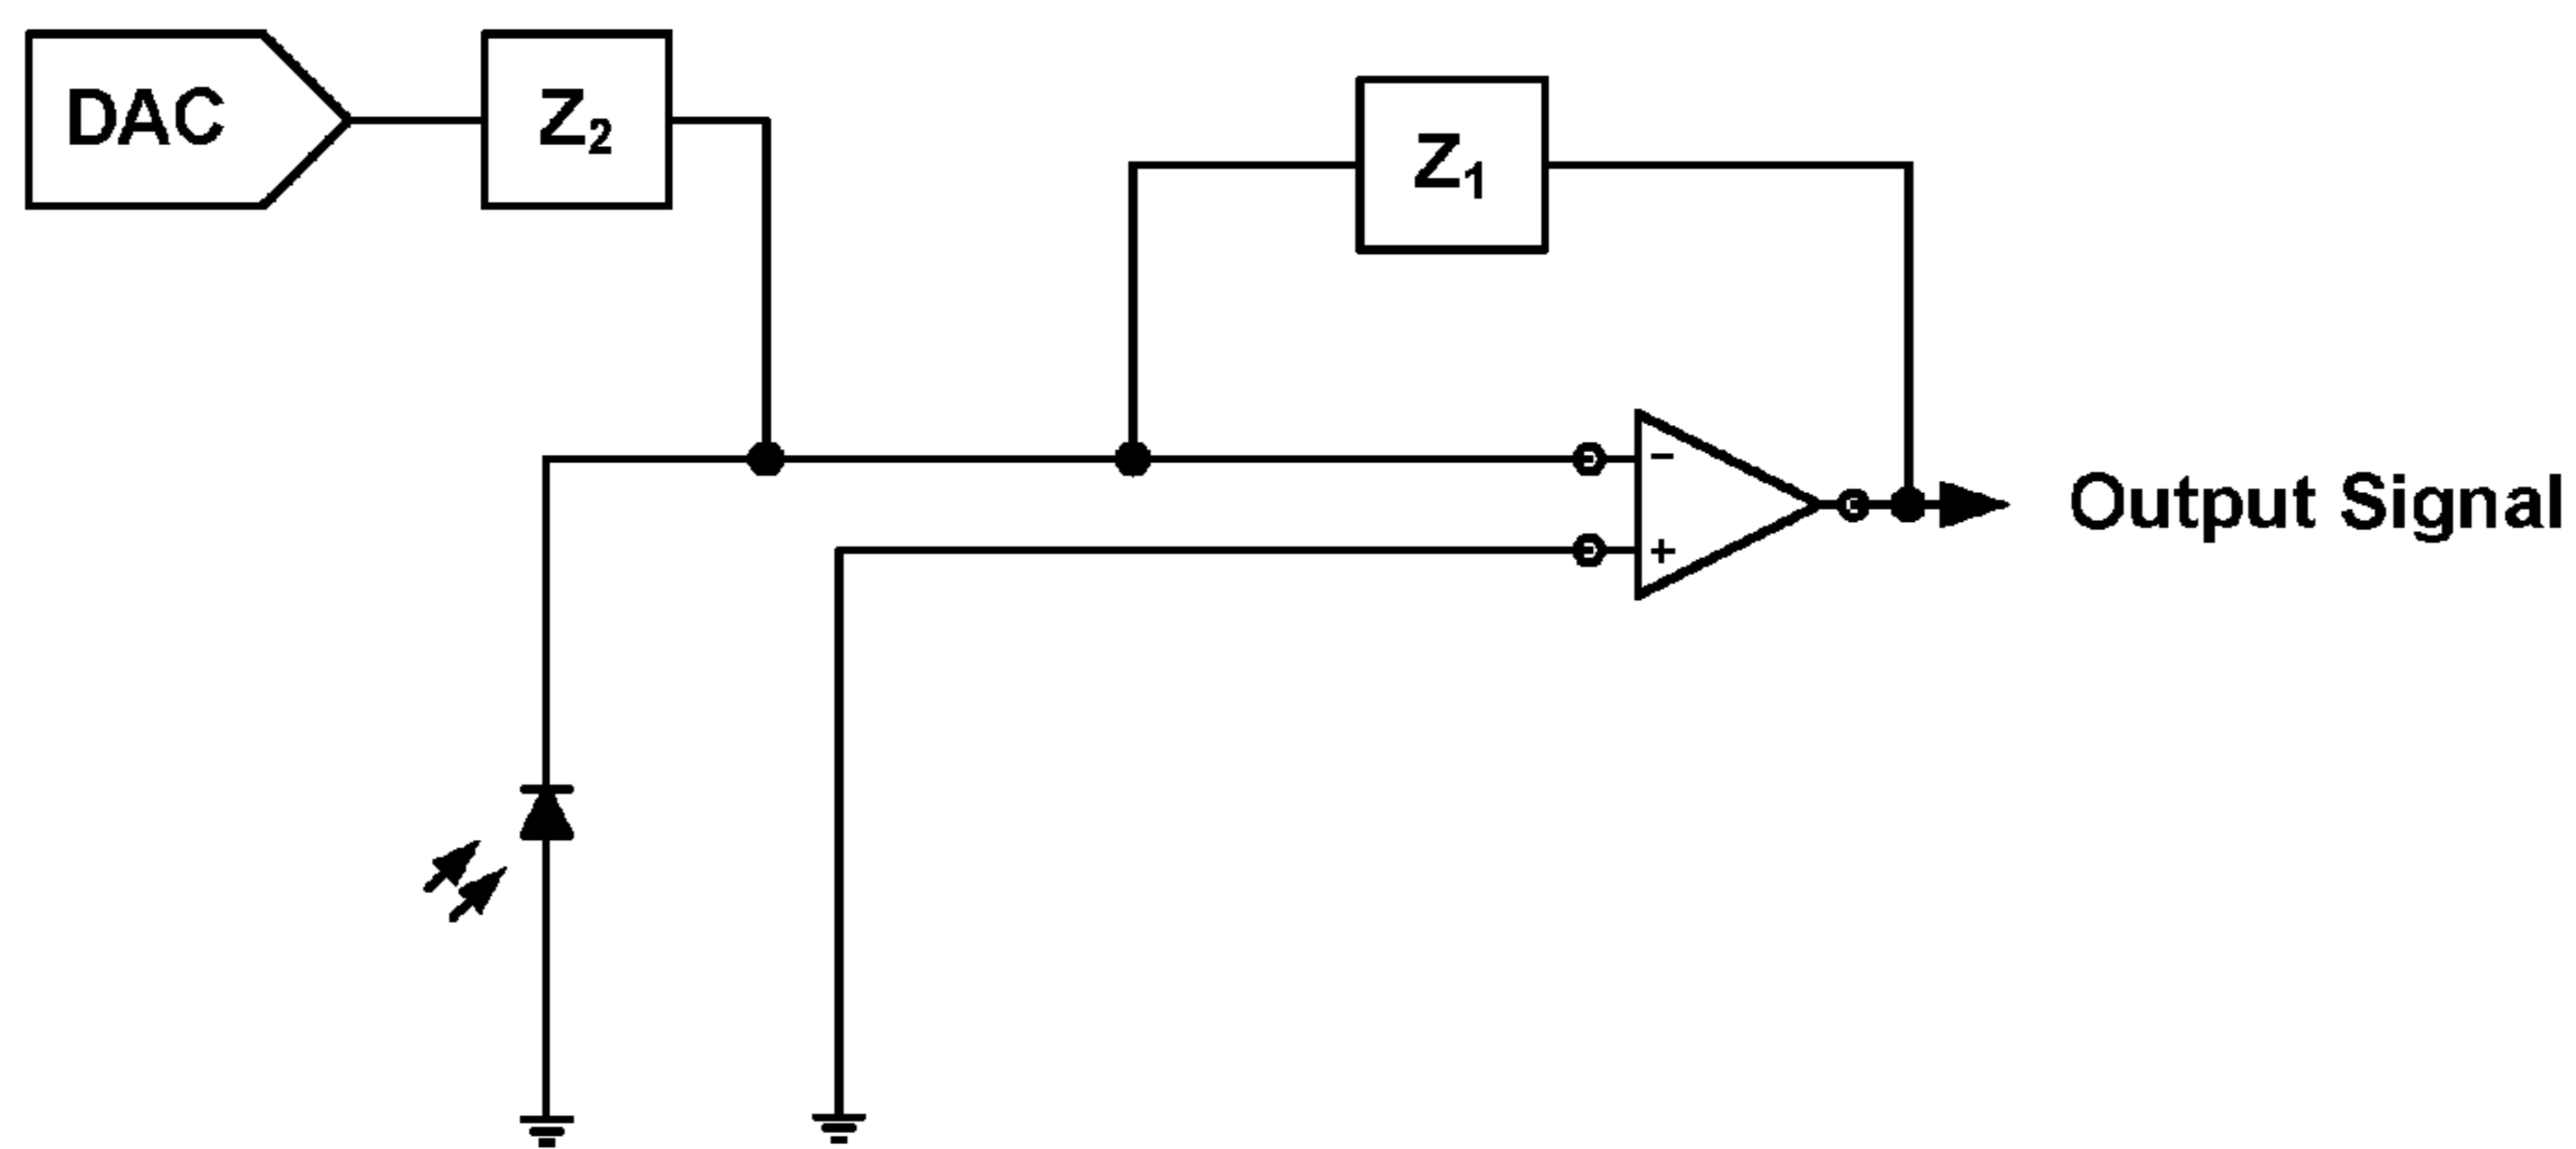 DAC
Z₂
Z₁
−
+
Output Signal